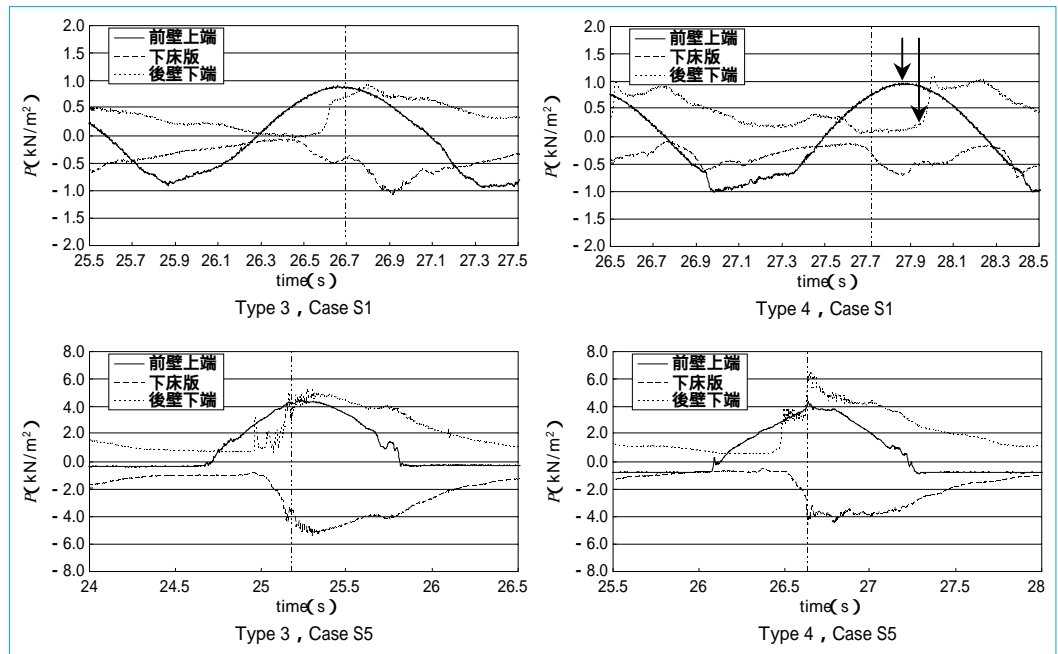 2.0
1.5
1.0
0.5
0.0
- 0.5
- 1.0
- 1.5
- 2.0
P(kN/m²)
前壁上端
下床版
後壁下端
25.5 25.7 25.9 26.1 26.3 26.5 26.7 26.9 27.1 27.3 27.5
time(s)
Type 3 , Case S1
2.0
1.5
1.0
0.5
0.0
- 0.5
- 1.0
- 1.5
- 2.0
P(kN/m²)
前壁上端
下床版
後壁下端
26.5 26.7 26.9 27.1 27.3 27.5 27.7 27.9 28.1 28.3 28.5
time(s)
Type 4 , Case S1
8.0
6.0
4.0
2.0
0.0
- 2.0
- 4.0
- 6.0
- 8.0
P(kN/m²)
前壁上端
下床版
後壁下端
24 24.5 25 25.5 26 26.5
time(s)
Type 3 , Case S5
8.0
6.0
4.0
2.0
0.0
- 2.0
- 4.0
- 6.0
- 8.0
P(kN/m²)
前壁上端
下床版
後壁下端
25.5 26 26.5 27 27.5 28
time(s)
Type 4 , Case S5